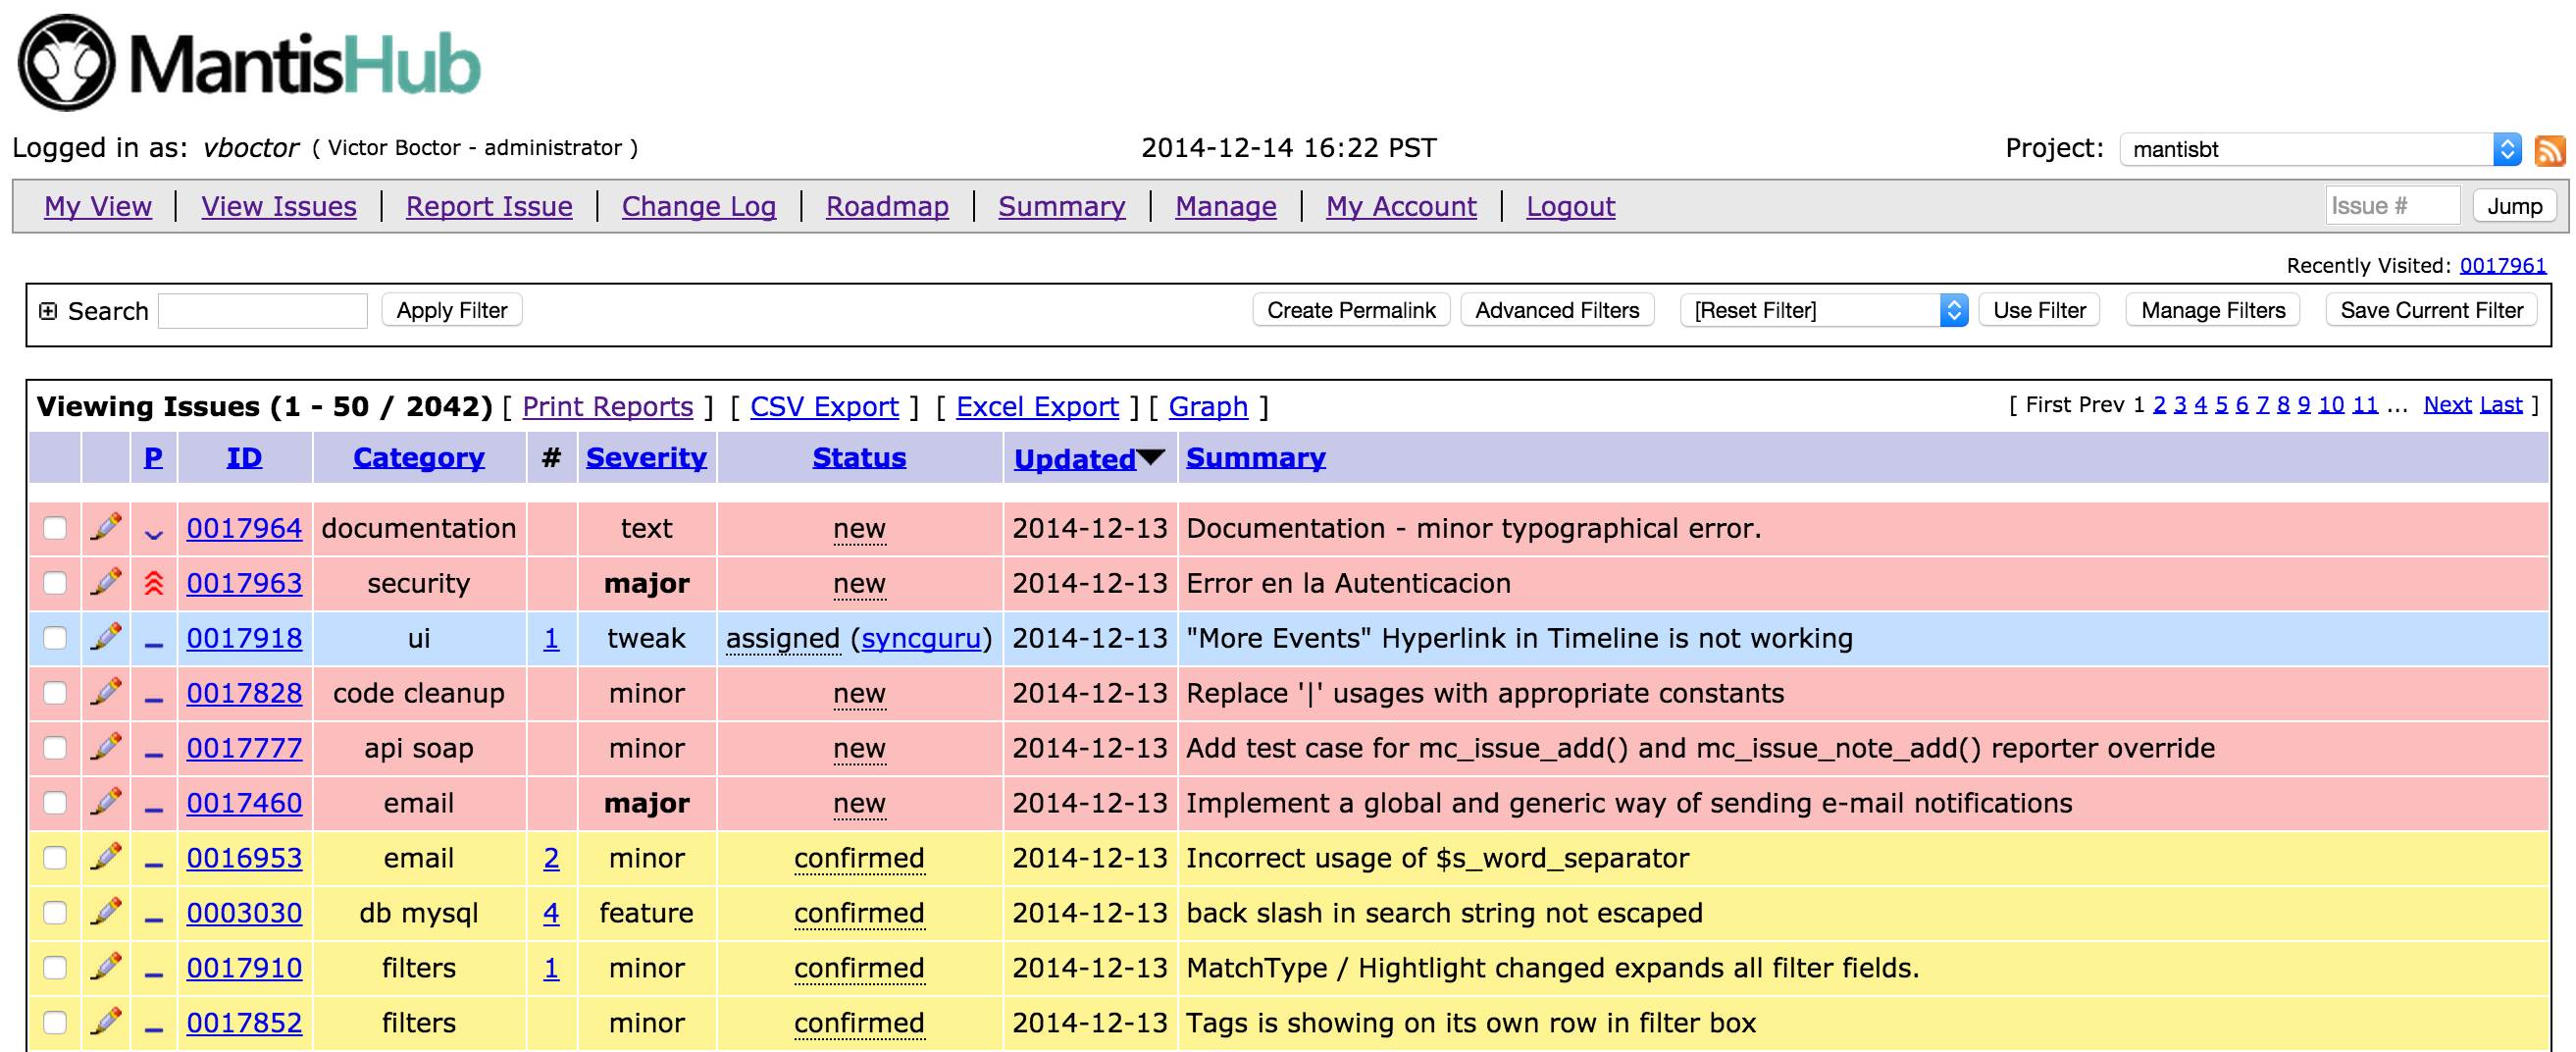 MantisHub
Logged in as: vboctor ( Victor Boctor - administrator ) 2014-12-14 16:22 PST Project: mantisbt
My View | View Issues | Report Issue | Change Log | Roadmap | Summary | Manage | My Account | Logout Issue # Jump
Recently Visited: 0017961
Search Apply Filter Create Permalink Advanced Filters [Reset Filter] Use Filter Manage Filters Save Current Filter
Viewing Issues (1 - 50 / 2042) [ Print Reports ] [ CSV Export ] [ Excel Export ] [ Graph ] [ First Prev 1 2 3 4 5 6 7 8 9 10 11 ... Next Last ]
P ID Category # Severity Status Updated Summary
0017964 documentation text new 2014-12-13 Documentation - minor typographical error.
0017963 security major new 2014-12-13 Error en la Autenticacion
0017918 ui 1 tweak assigned (syncguru) 2014-12-13 "More Events" Hyperlink in Timeline is not working
0017828 code cleanup minor new 2014-12-13 Replace '|' usages with appropriate constants
0017777 api soap minor new 2014-12-13 Add test case for mc_issue_add() and mc_issue_note_add() reporter override
0017460 email major new 2014-12-13 Implement a global and generic way of sending e-mail notifications
0016953 email 2 minor confirmed 2014-12-13 Incorrect usage of $s_word_separator
0003030 db mysql 4 feature confirmed 2014-12-13 back slash in search string not escaped
0017910 filters 1 minor confirmed 2014-12-13 MatchType / Hightlight changed expands all filter fields.
0017852 filters minor confirmed 2014-12-13 Tags is showing on its own row in filter box